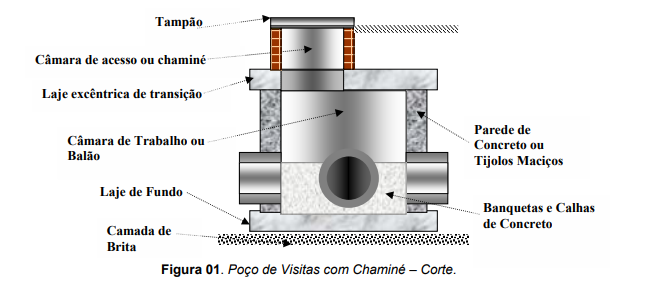 Tampão
Câmara de acesso ou chaminé
Laje excêntrica de transição
Câmara de Trabalho ou
Balão
Parede de
Concreto ou
Tijolos Maciços
Laje de Fundo
Banquetas e Calhas
de Concreto
Camada de
Brita
Figura 01. Poço de Visitas com Chaminé – Corte.